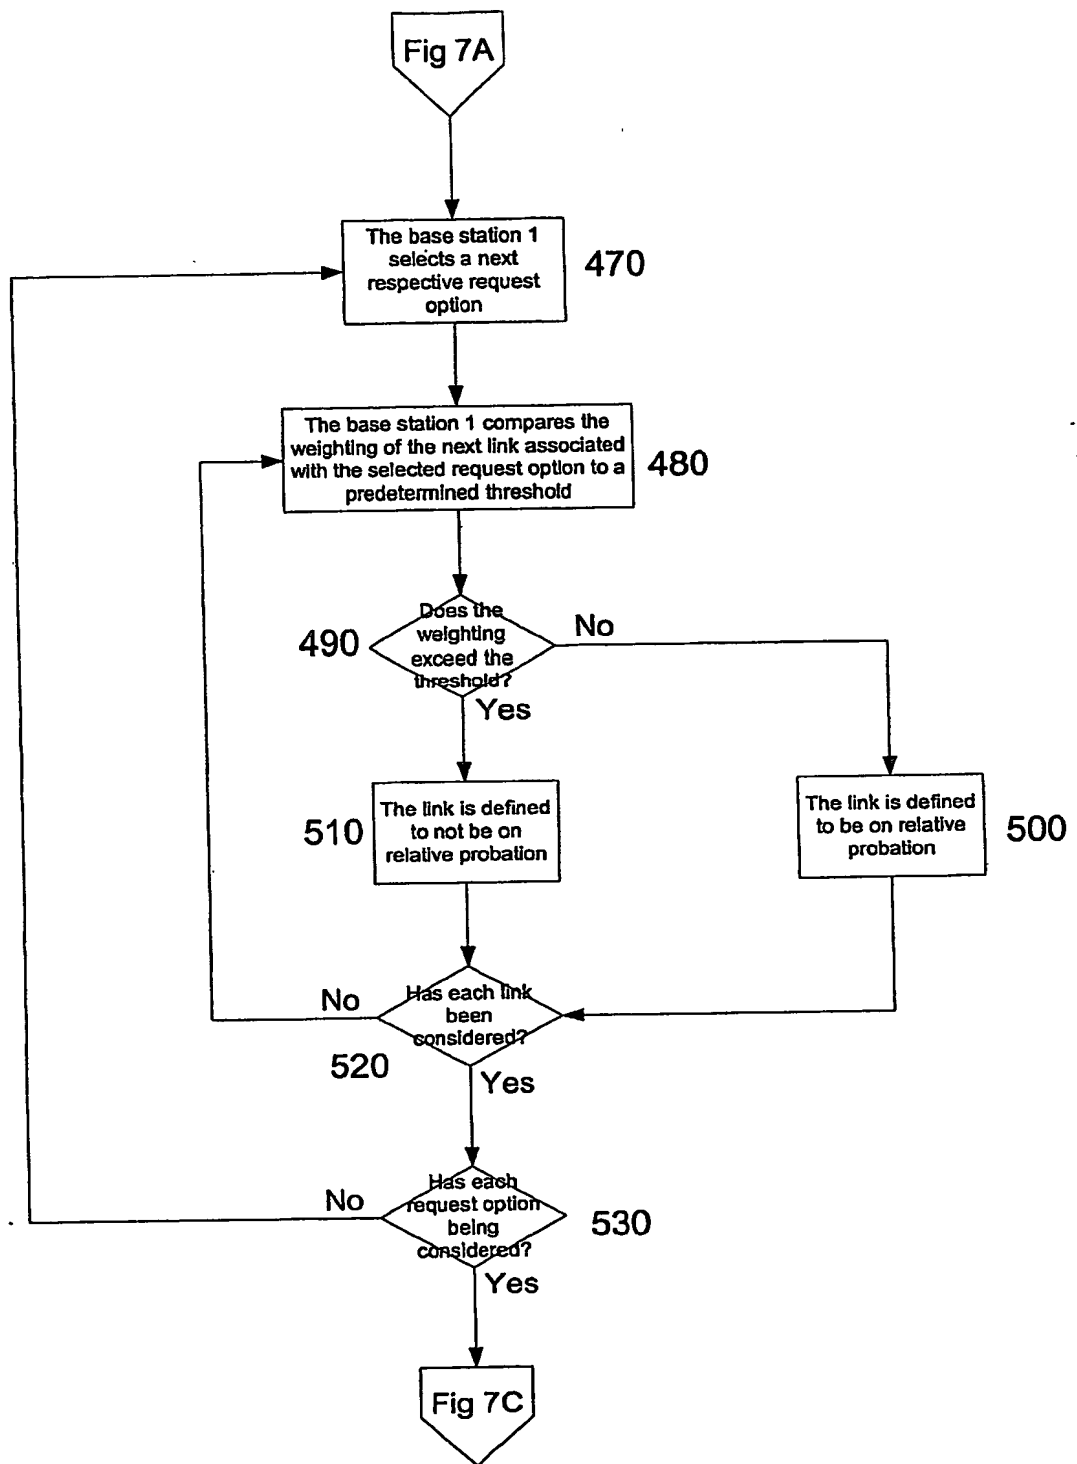 Fig 7A
The base station 1
selects a next
respective request
option
470
The base station 1 compares the
weighting of the next link associated
with the selected request option to a
predetermined threshold
480
490
Does the
weighting
exceed the
threshold?
No
Yes
510
The link is defined
to not be on
relative probation
The link is defined
to be on relative
probation
500
No
Has each link
been
considered?
520
Yes
No
Has each
request option
being
considered?
530
Yes
Fig 7C